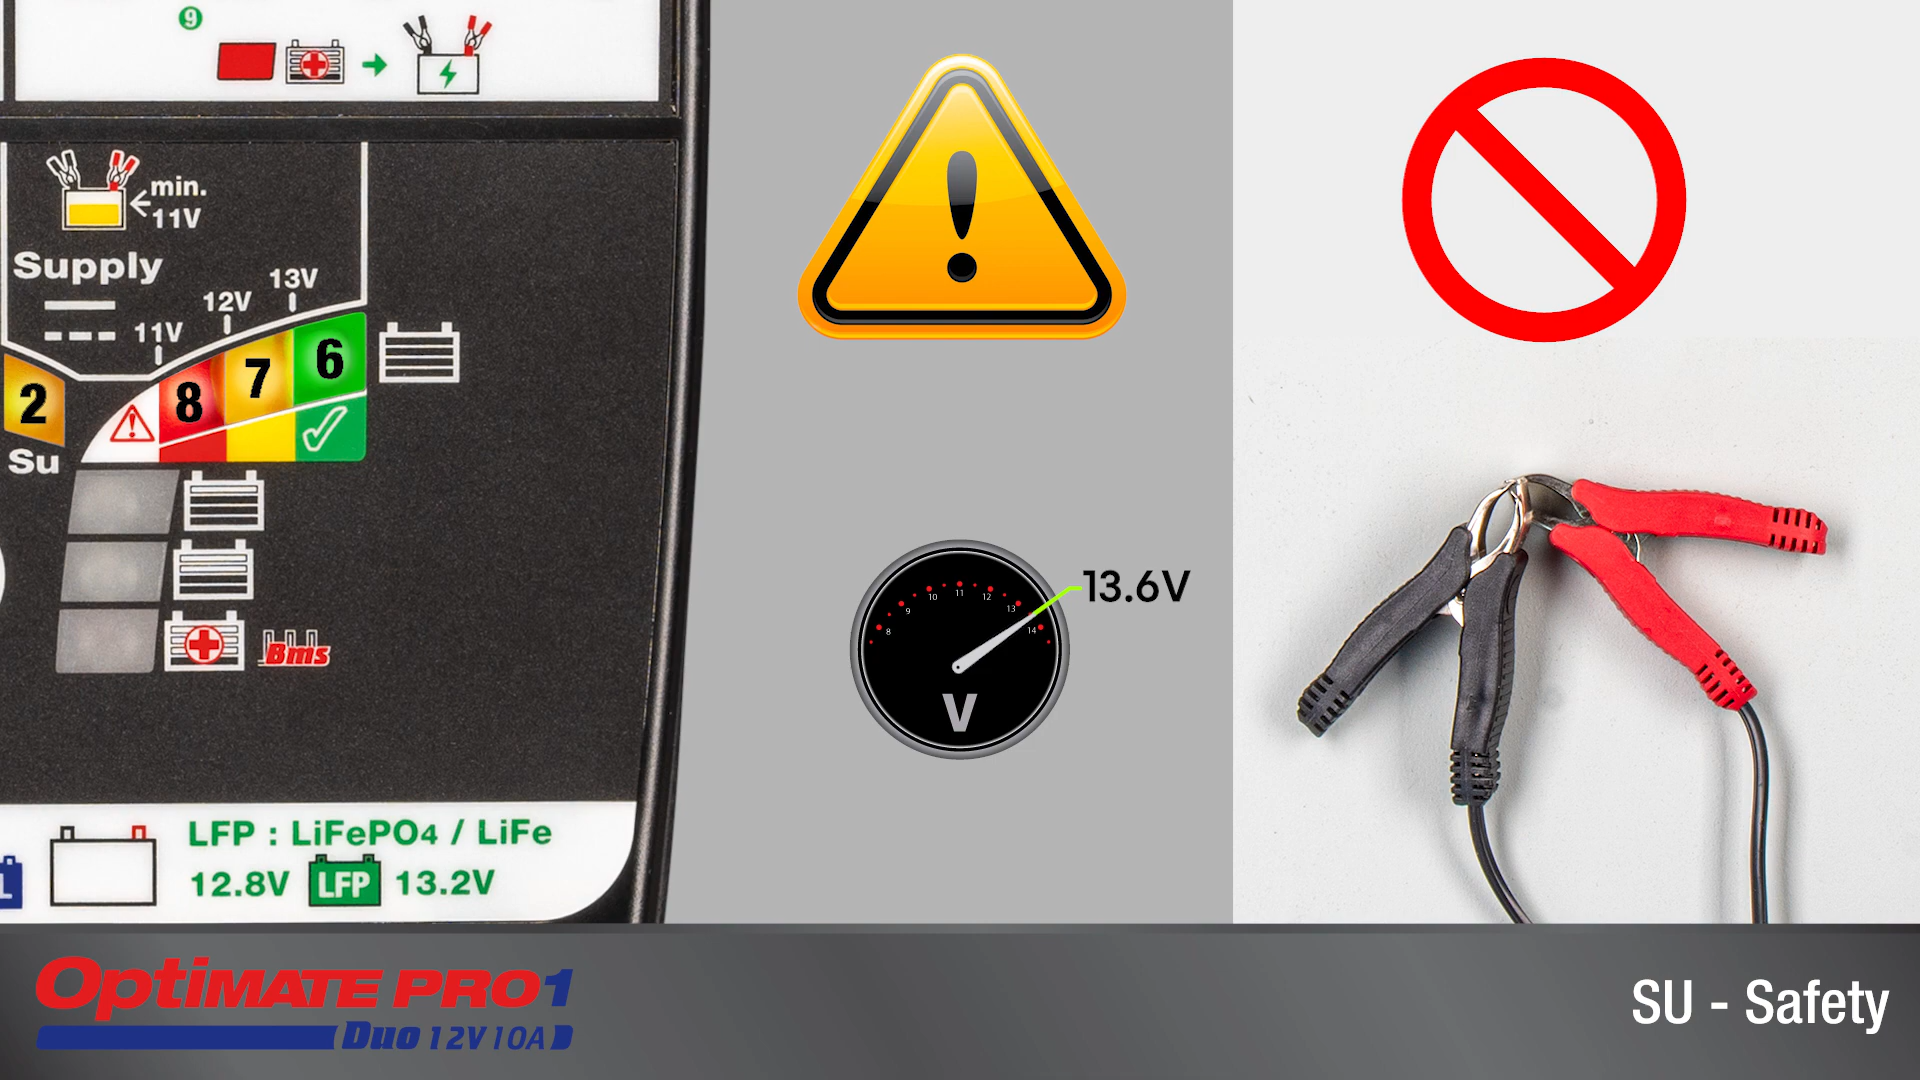 9
min.
11V
Supply
13V
12V
11V
2
8
7
6
Su
Bms
LFP : LiFePO4 / LiFe
12.8V LFP 13.2V
13.6V
8 9 10 11 12 13 14
V
OptiMATE PRO1
Duo 12V 10A
SU - Safety